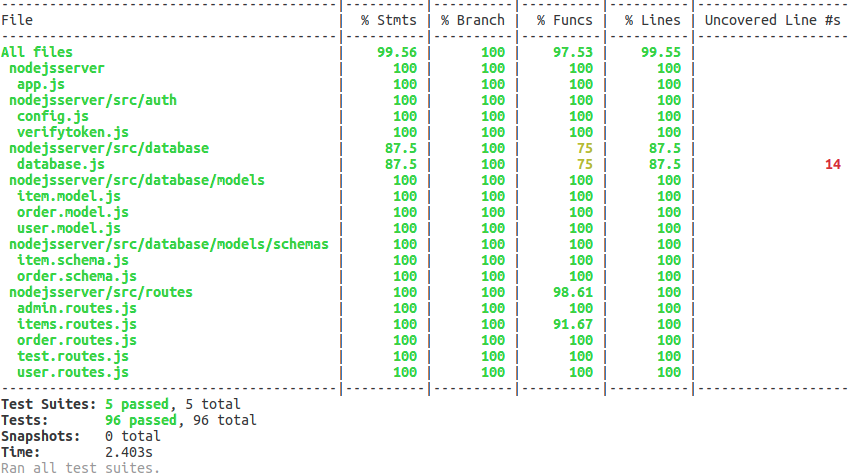 File | % Stmts | % Branch | % Funcs | % Lines | Uncovered Line #s
All files | 99.56 | 100 | 97.53 | 99.55 |
nodejsserver | 100 | 100 | 100 | 100 |
app.js | 100 | 100 | 100 | 100 |
nodejsserver/src/auth | 100 | 100 | 100 | 100 |
config.js | 100 | 100 | 100 | 100 |
verifytoken.js | 100 | 100 | 100 | 100 |
nodejsserver/src/database | 87.5 | 100 | 75 | 87.5 |
database.js | 87.5 | 100 | 75 | 87.5 | 14
nodejsserver/src/database/models | 100 | 100 | 100 | 100 |
item.model.js | 100 | 100 | 100 | 100 |
order.model.js | 100 | 100 | 100 | 100 |
user.model.js | 100 | 100 | 100 | 100 |
nodejsserver/src/database/models/schemas | 100 | 100 | 100 | 100 |
item.schema.js | 100 | 100 | 100 | 100 |
order.schema.js | 100 | 100 | 100 | 100 |
nodejsserver/src/routes | 100 | 100 | 98.61 | 100 |
admin.routes.js | 100 | 100 | 100 | 100 |
items.routes.js | 100 | 100 | 91.67 | 100 |
order.routes.js | 100 | 100 | 100 | 100 |
test.routes.js | 100 | 100 | 100 | 100 |
user.routes.js | 100 | 100 | 100 | 100 |
Test Suites: 5 passed, 5 total
Tests: 96 passed, 96 total
Snapshots: 0 total
Time: 2.403s
Ran all test suites.